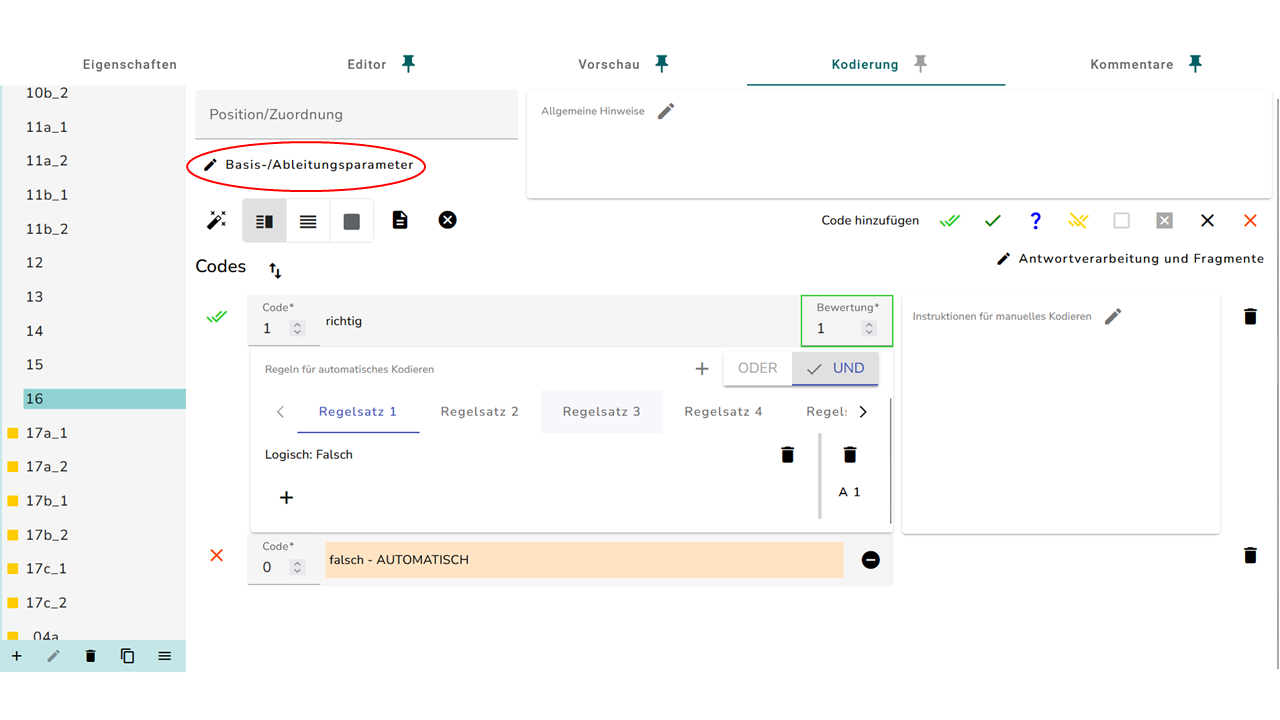 Eigenschaften
Editor
Vorschau
Kodierung
Kommentare
10b_2
11a_1
11a_2
11b_1
11b_2
12
13
14
15
16
17a_1
17a_2
17b_1
17b_2
17c_1
17c_2
_04a
Position/Zuordnung
Basis-/Ableitungsparameter
Allgemeine Hinweise
Code hinzufügen
Antwortverarbeitung und Fragmente
Codes
Code*
1
richtig
Bewertung*
1
Instruktionen für manuelles Kodieren
Regeln für automatisches Kodieren
ODER
UND
Regelsatz 1
Regelsatz 2
Regelsatz 3
Regelsatz 4
Regels
Logisch: Falsch
A 1
Code*
0
falsch - AUTOMATISCH